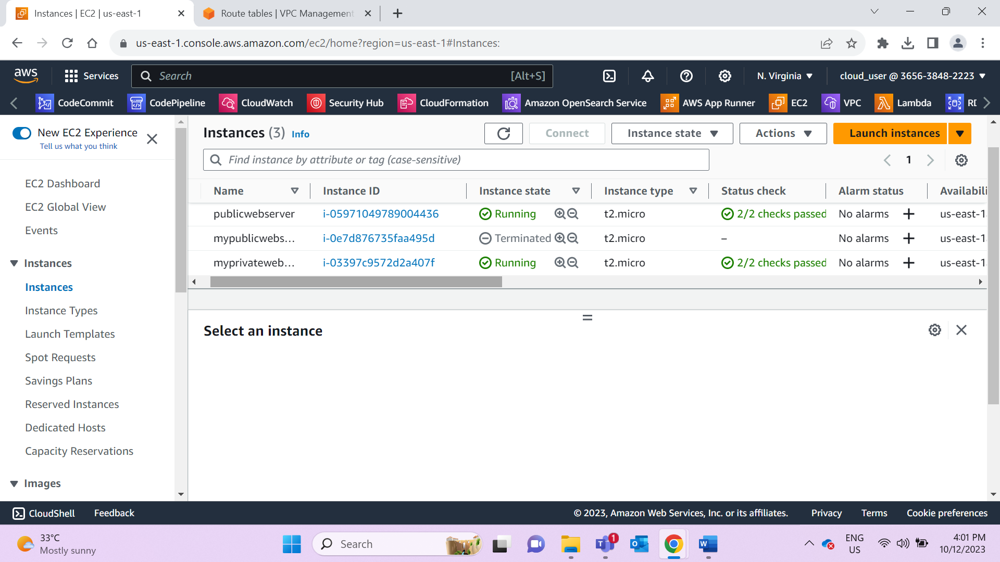 Instances | EC2 | us-east-1
Route tables | VPC Management
us-east-1.console.aws.amazon.com/ec2/home?region=us-east-1#Instances:
aws
Services
Search
[Alt+S]
N. Virginia
cloud_user @ 3656-3848-2223
CodeCommit
CodePipeline
CloudWatch
Security Hub
CloudFormation
Amazon OpenSearch Service
AWS App Runner
EC2
VPC
Lambda
New EC2 Experience
Tell us what you think
EC2 Dashboard
EC2 Global View
Events
Instances
Instances
Instance Types
Launch Templates
Spot Requests
Savings Plans
Reserved Instances
Dedicated Hosts
Capacity Reservations
Images
Instances (3) Info
Connect
Instance state
Actions
Launch instances
Find instance by attribute or tag (case-sensitive)
1
Name Instance ID Instance state Instance type Status check Alarm status Availabili
publicwebserver i-05971049789004436 Running t2.micro 2/2 checks passed No alarms + us-east-1
mypublicwebs... i-0e7d876735faa495d Terminated t2.micro – No alarms + us-east-1
myprivateweb... i-03397c9572d2a407f Running t2.micro 2/2 checks passed No alarms + us-east-1
Select an instance
CloudShell
Feedback
© 2023, Amazon Web Services, Inc. or its affiliates.
Privacy
Terms
Cookie preferences
33°C
Mostly sunny
Search
1
ENG
US
4:01 PM
10/12/2023